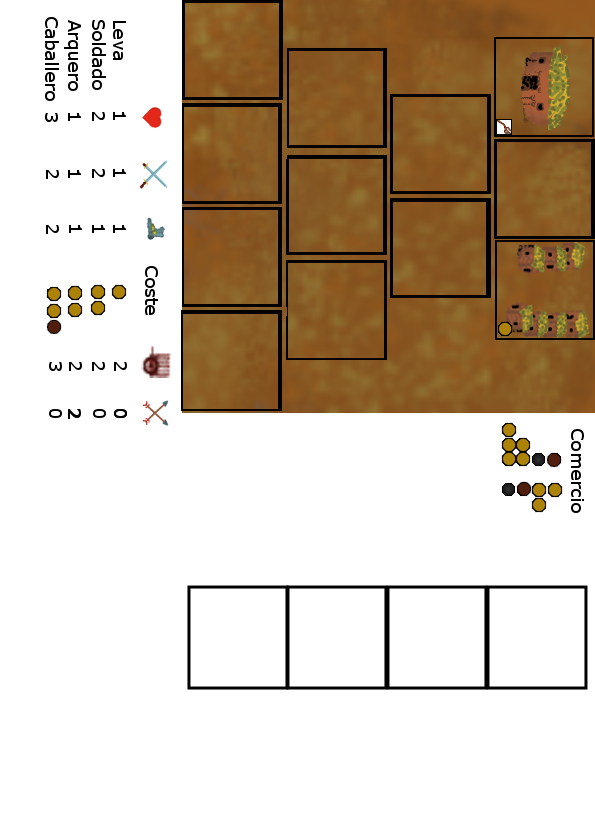 Comercio
Coste
Leva 1 1 1 2 0
Soldado 2 2 1 2 0
Arquero 1 1 1 2 2
Caballero 3 2 2 3 0